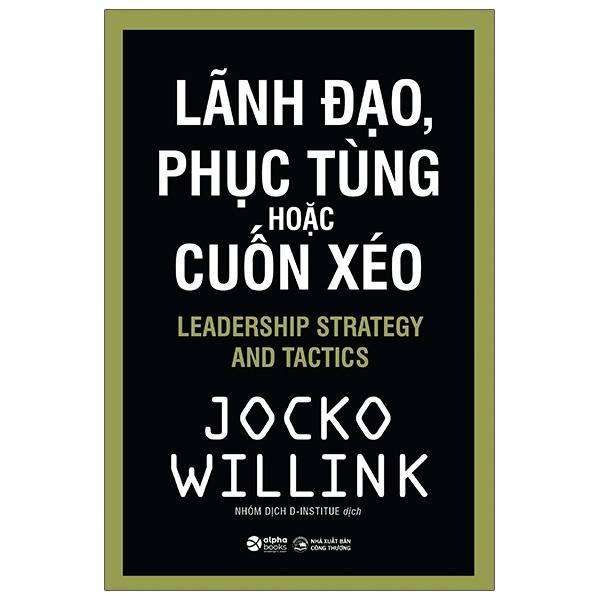 LÃNH ĐẠO,
PHỤC TÙNG
HOẶC
CUỐN XÉO
LEADERSHIP STRATEGY
AND TACTICS
JOCKO
WILLINK
NHÓM DỊCH D-INSTITUE dịch
alpha
books
NHÀ XUẤT BẢN
CÔNG THƯƠNG